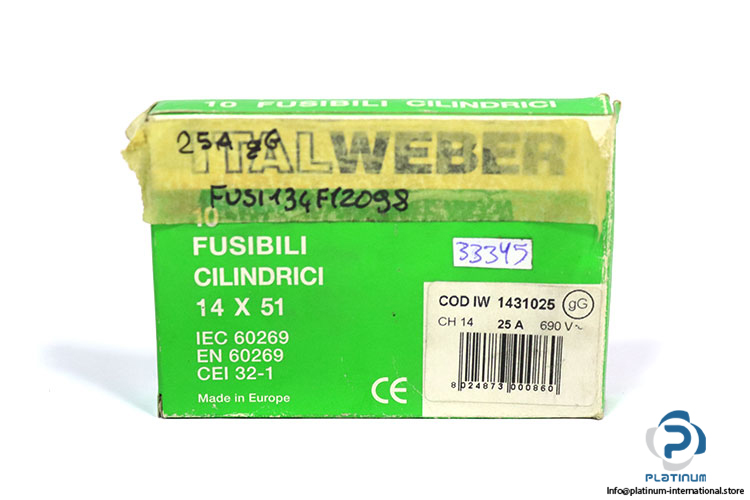 10 FUSIBILI CILINDRICI
25A gG
ITALWEBER
FUSI134F12098
10
FUSIBILI
CILINDRICI
14 X 51
IEC 60269
EN 60269
CEI 32-1
Made in Europe
CE
33345
COD IW 1431025 gG
CH 14 25 A 690 V~
8 024873 000860
PLATINUM
Info@platinum-international.store